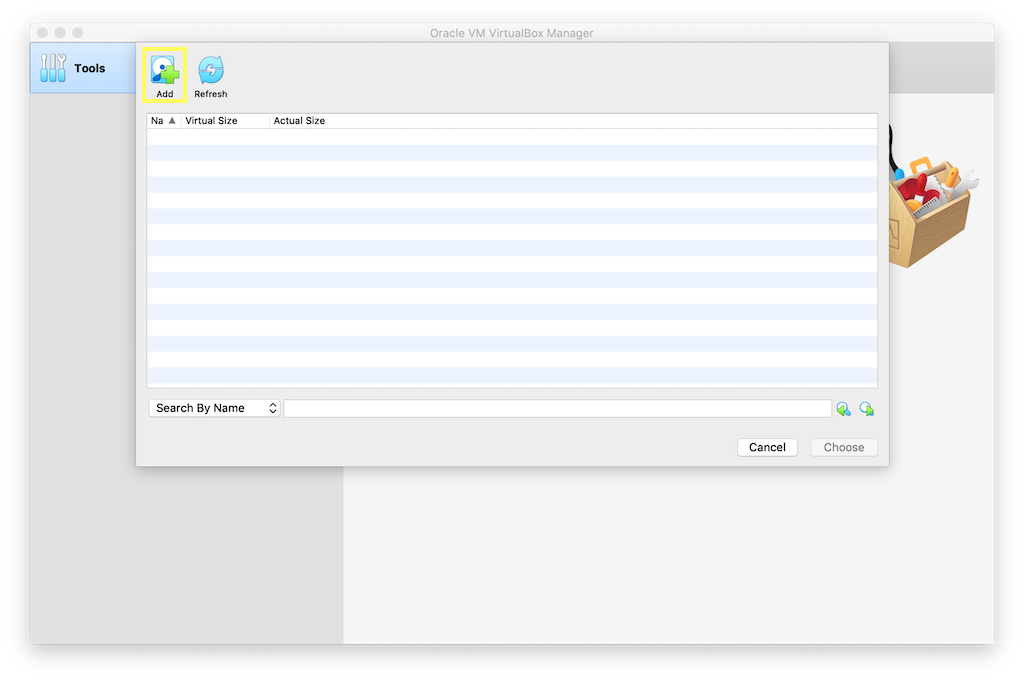 Oracle VM VirtualBox Manager
Tools
Add Refresh
Na Virtual Size Actual Size
Search By Name
Cancel Choose